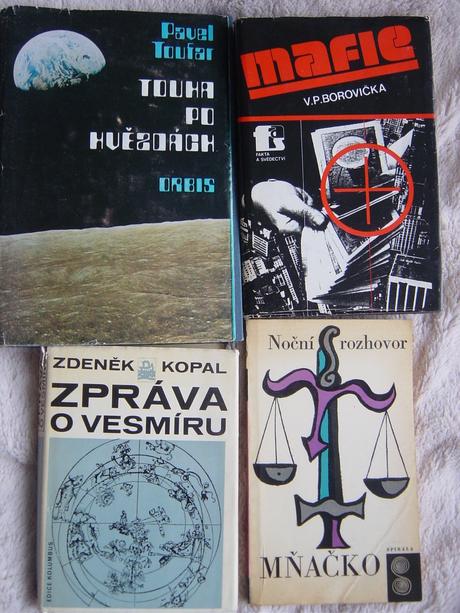 Pavel
Toufar
TOUHA
PO
HVĚZDÁCH
ORBIS
mafie
V.P.BOROVIČKA
fa
FAKTA
A SVĚDECTVÍ
ZDENĚK KOPAL
ZPRÁVA
O VESMÍRU
EDICE KOLUMBUS
Noční rozhovor
MŇAČKO
SPIRÁLA